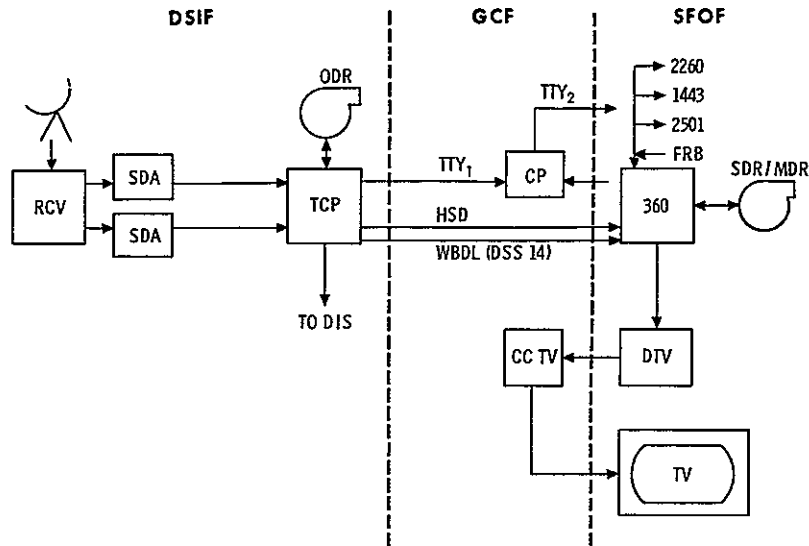 DSIF
GCF
SFOF
ODR
TTY2
2260
1443
2501
FRB
SDA
SDA
RCV
TCP
TTY1
CP
SDR/MDR
360
HSD
WBDL (DSS 14)
TO DIS
CC TV
DTV
TV